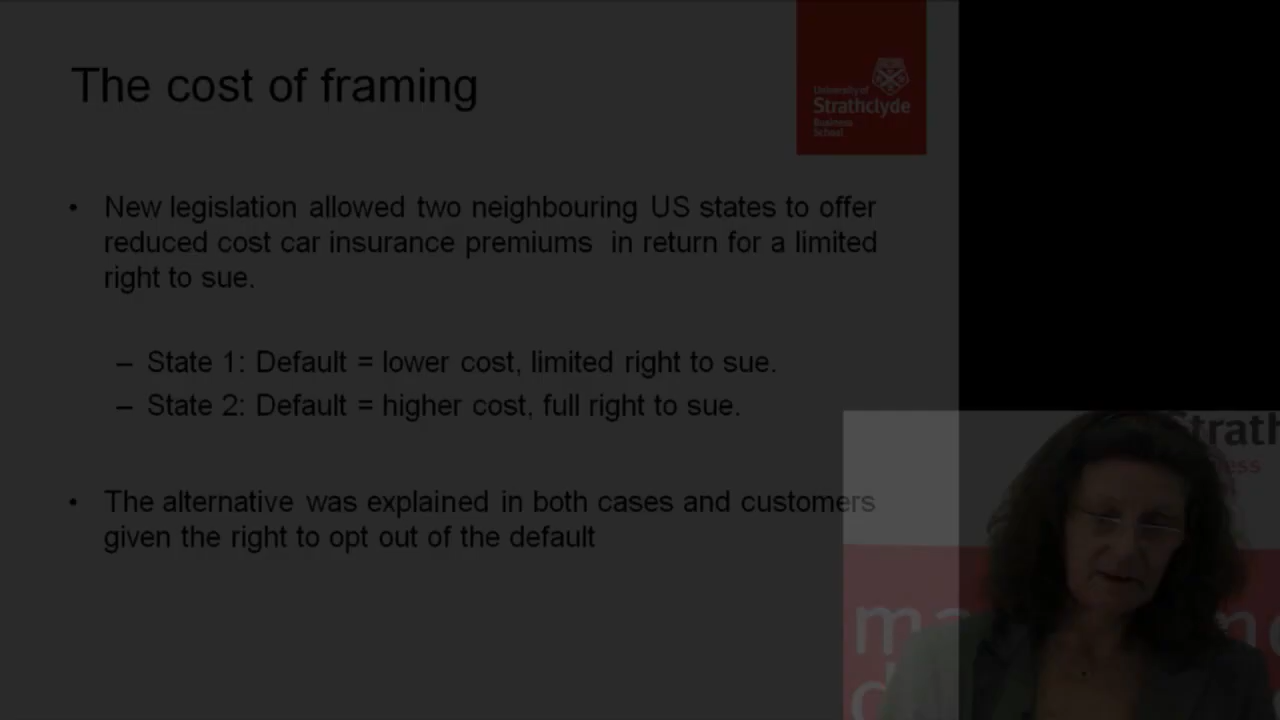 The cost of framing
University of
Strathclyde
Business
School
• New legislation allowed two neighbouring US states to offer
reduced cost car insurance premiums in return for a limited
right to sue.
– State 1: Default = lower cost, limited right to sue.
– State 2: Default = higher cost, full right to sue.
• The alternative was explained in both cases and customers
given the right to opt out of the default